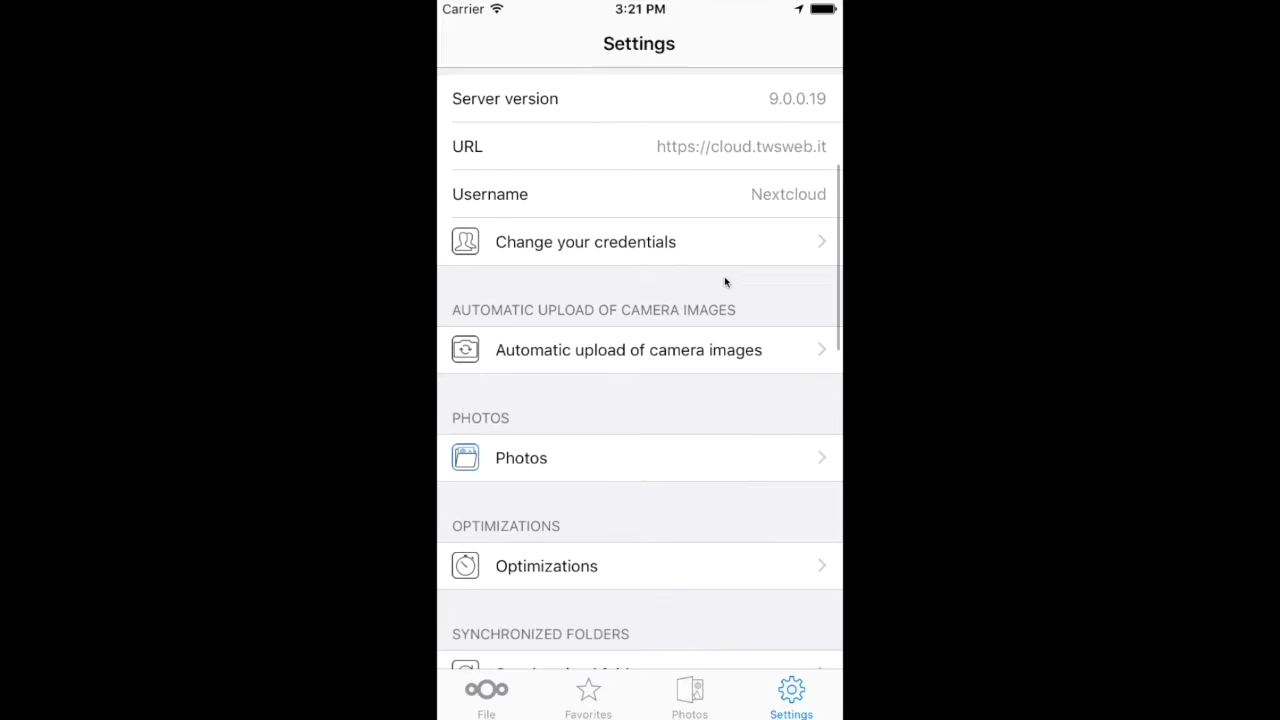 Carrier 3:21 PM
Settings
Server version 9.0.0.19
URL https://cloud.twsweb.it
Username Nextcloud
Change your credentials
AUTOMATIC UPLOAD OF CAMERA IMAGES
Automatic upload of camera images
PHOTOS
Photos
OPTIMIZATIONS
Optimizations
SYNCHRONIZED FOLDERS
File Favorites Photos Settings